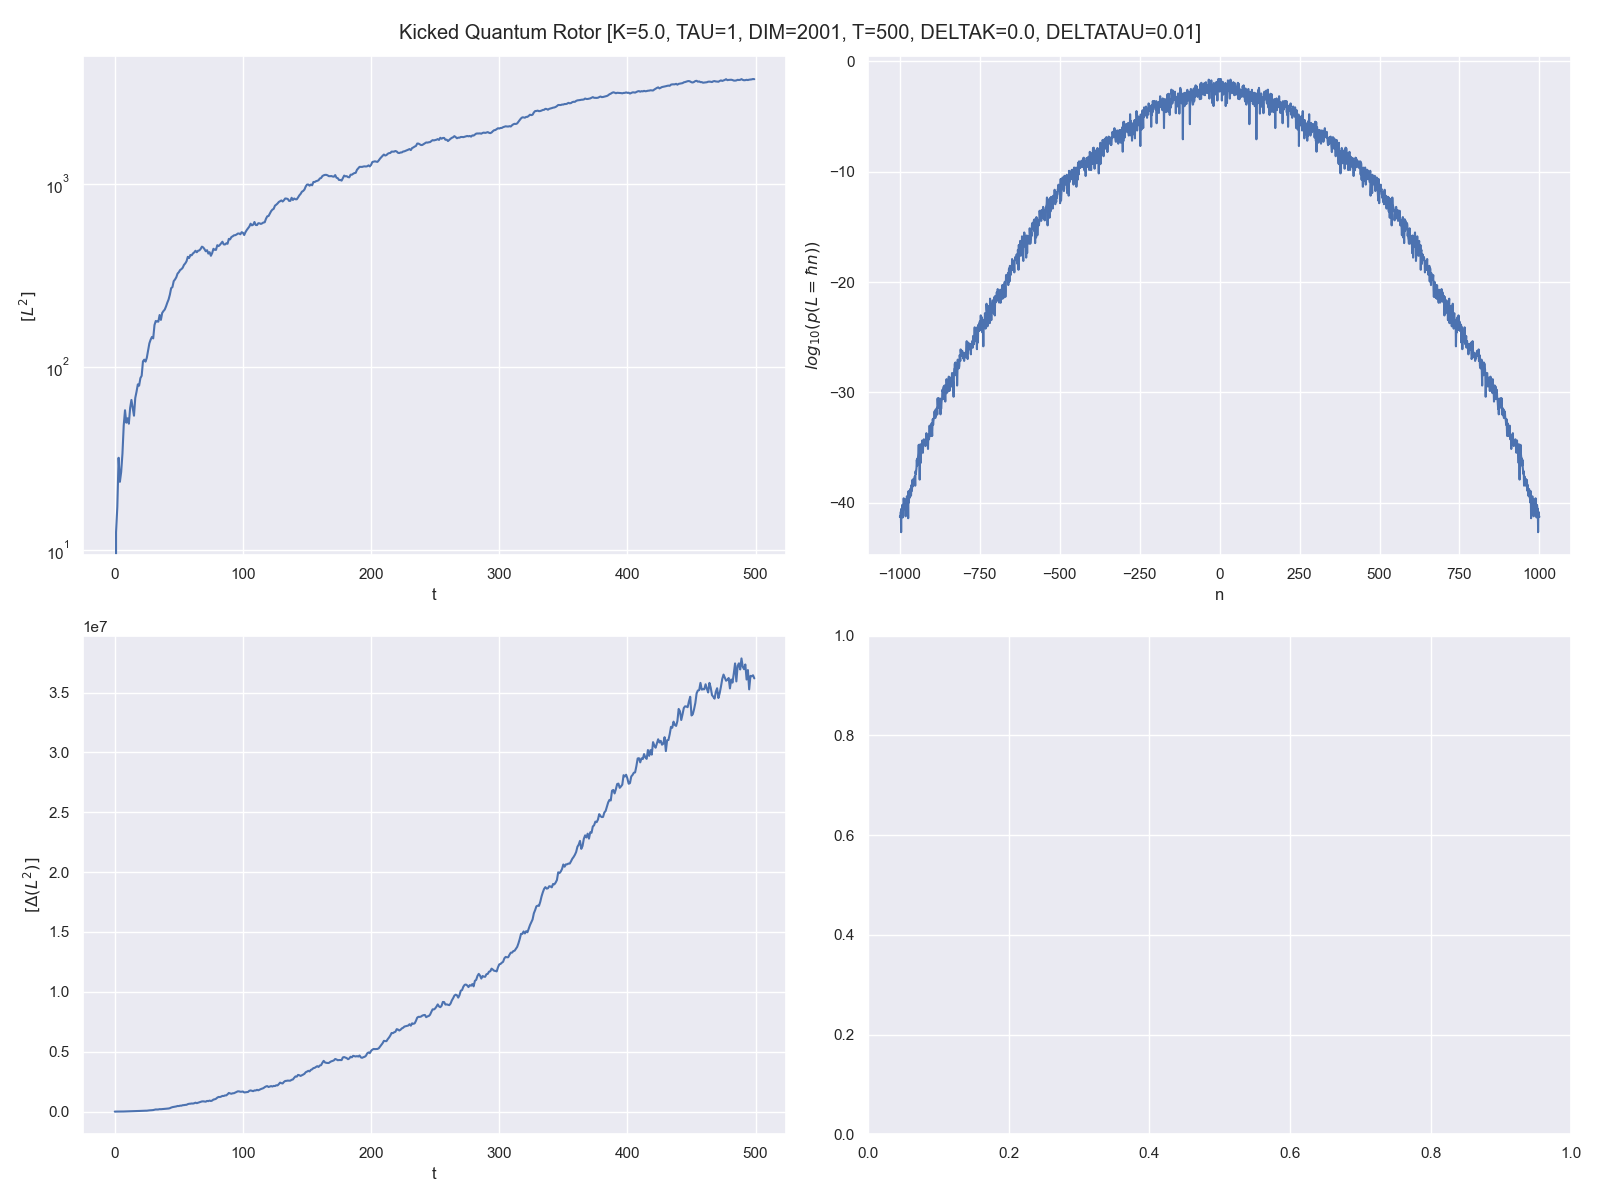 Kicked Quantum Rotor [K=5.0, TAU=1, DIM=2001, T=500, DELTAK=0.0, DELTATAU=0.01]
[L²]
10³
10²
10¹
0 100 200 300 400 500
t
log₁₀(p(L = ℏn))
0
−10
−20
−30
−40
−1000 −750 −500 −250 0 250 500 750 1000
n
1e7
[Δ(L²)]
3.5
3.0
2.5
2.0
1.5
1.0
0.5
0.0
0 100 200 300 400 500
t
1.0
0.8
0.6
0.4
0.2
0.0
0.0 0.2 0.4 0.6 0.8 1.0